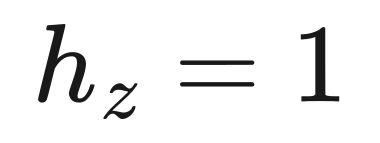 h_z = 1